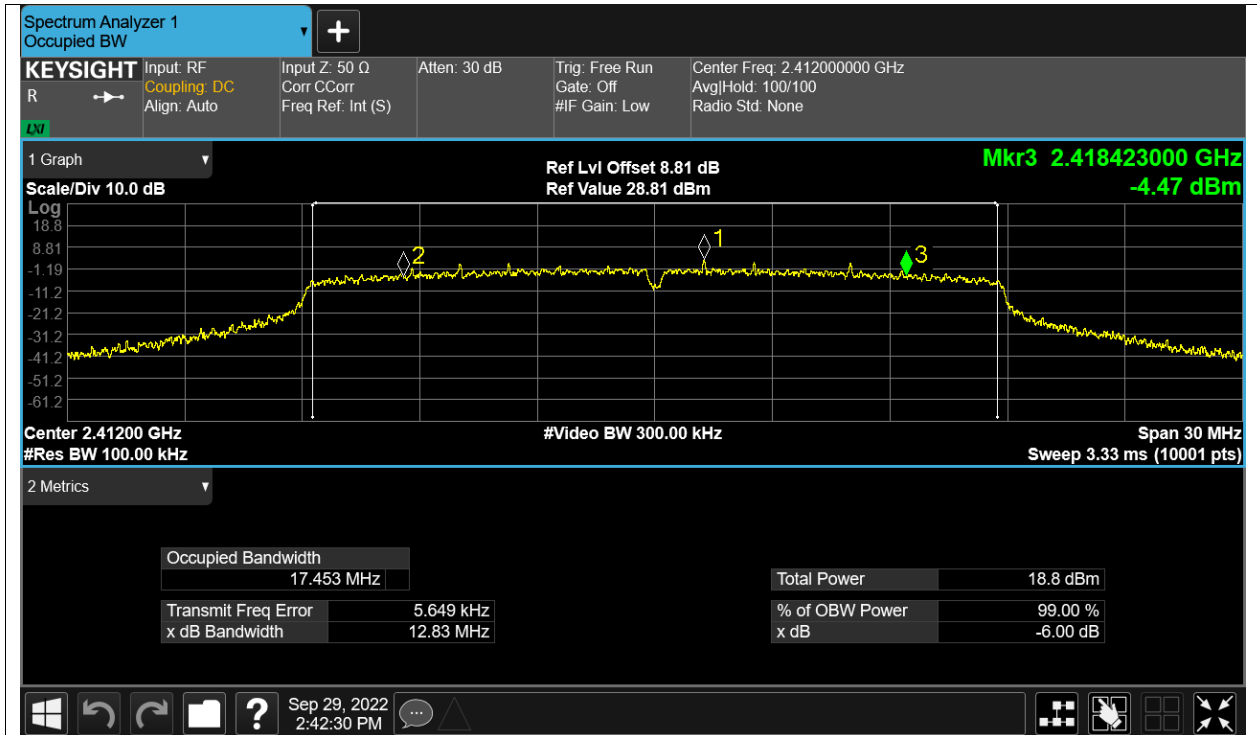 Spectrum Analyzer 1
Occupied BW
+
KEYSIGHT
R
LXI
Input: RF
Coupling: DC
Align: Auto
Input Z: 50 Ω
Corr CCorr
Freq Ref: Int (S)
Atten: 30 dB
Trig: Free Run
Gate: Off
#IF Gain: Low
Center Freq: 2.412000000 GHz
Avg|Hold: 100/100
Radio Std: None
1 Graph
Scale/Div 10.0 dB
Ref Lvl Offset 8.81 dB
Ref Value 28.81 dBm
Mkr3 2.418423000 GHz
-4.47 dBm
Log
18.8
8.81
-1.19
-11.2
-21.2
-31.2
-41.2
-51.2
-61.2
2
1
3
Center 2.41200 GHz
#Res BW 100.00 kHz
#Video BW 300.00 kHz
Span 30 MHz
Sweep 3.33 ms (10001 pts)
2 Metrics
Occupied Bandwidth
17.453 MHz
Transmit Freq Error 5.649 kHz
x dB Bandwidth 12.83 MHz
Total Power 18.8 dBm
% of OBW Power 99.00 %
x dB -6.00 dB
?
Sep 29, 2022
2:42:30 PM